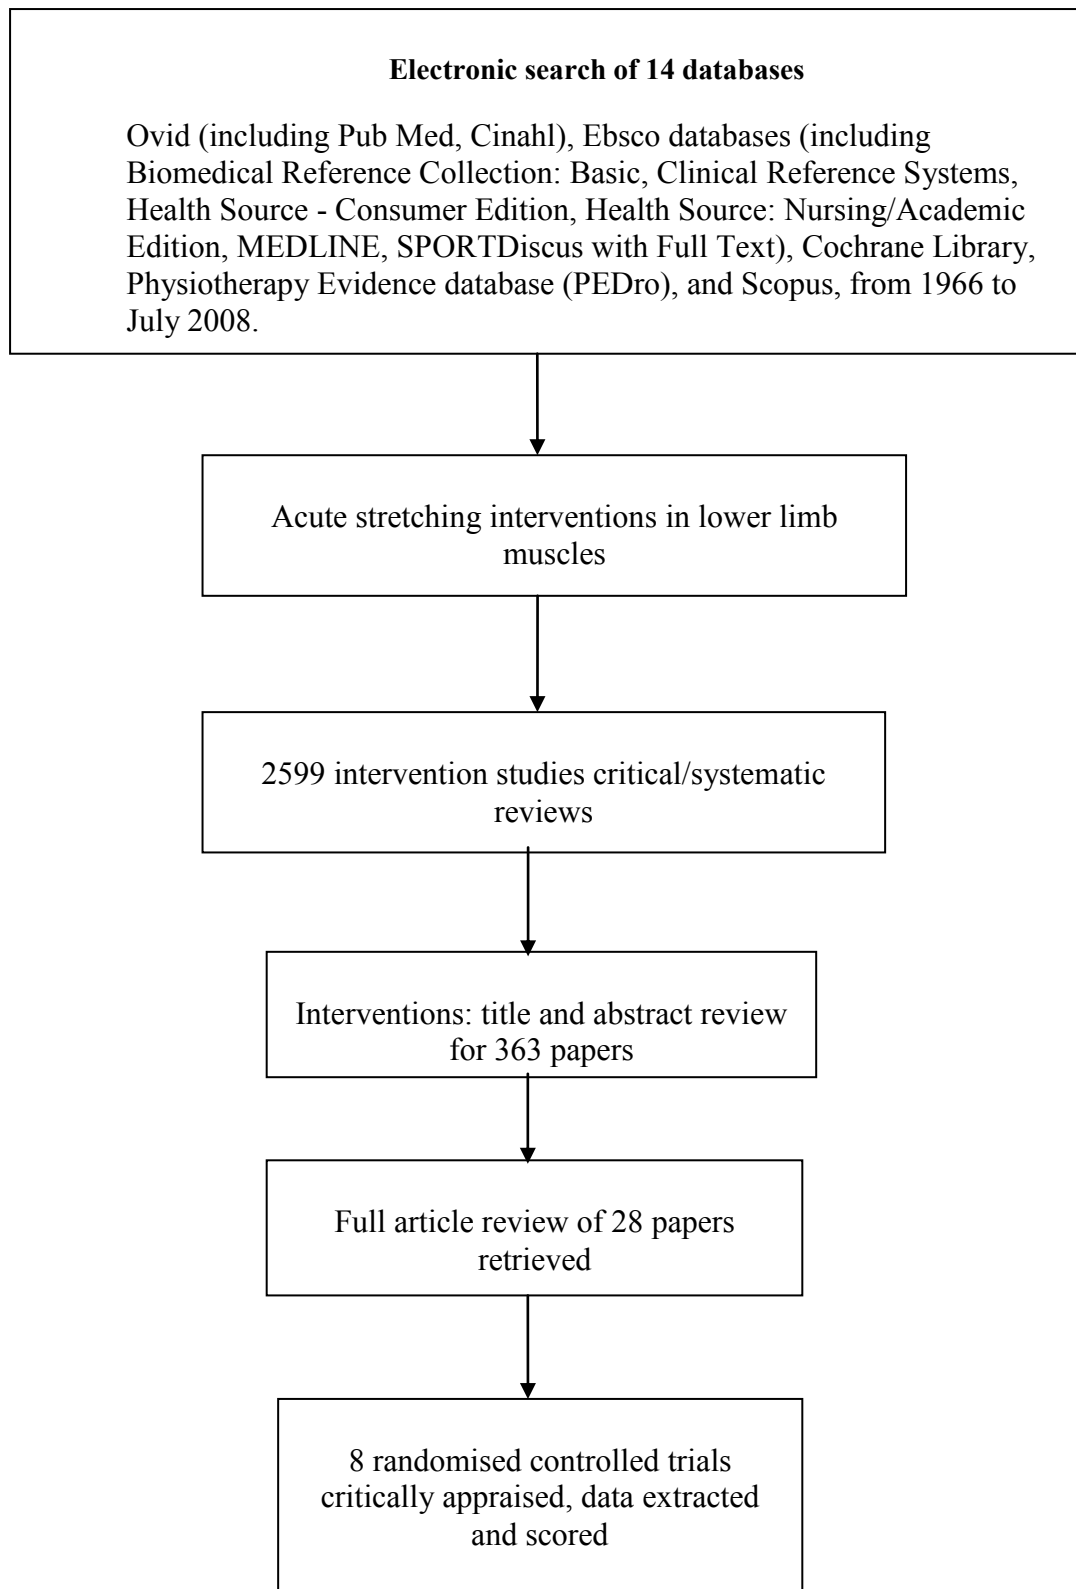 Electronic search of 14 databases
Ovid (including Pub Med, Cinahl), Ebsco databases (including
Biomedical Reference Collection: Basic, Clinical Reference Systems,
Health Source - Consumer Edition, Health Source: Nursing/Academic
Edition, MEDLINE, SPORTDiscus with Full Text), Cochrane Library,
Physiotherapy Evidence database (PEDro), and Scopus, from 1966 to
July 2008.
Acute stretching interventions in lower limb
muscles
2599 intervention studies critical/systematic
reviews
Interventions: title and abstract review
for 363 papers
Full article review of 28 papers
retrieved
8 randomised controlled trials
critically appraised, data extracted
and scored